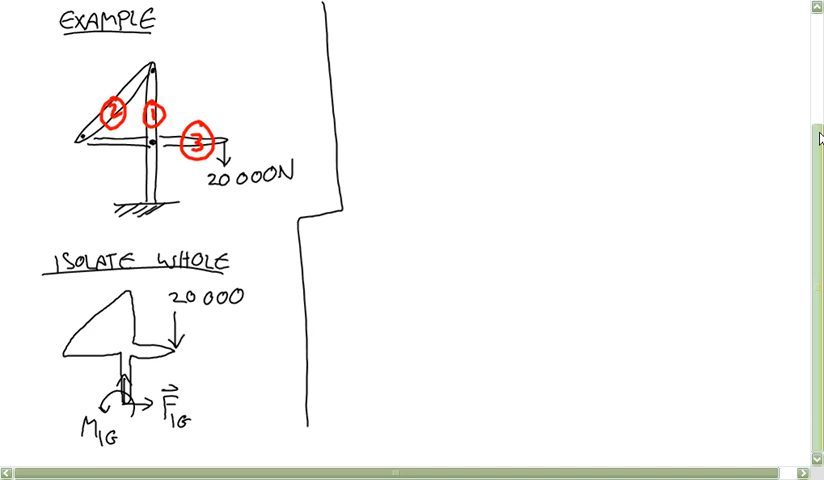 EXAMPLE
2
1
3
20 000N
ISOLATE WHOLE
20 000
F1G
M1G